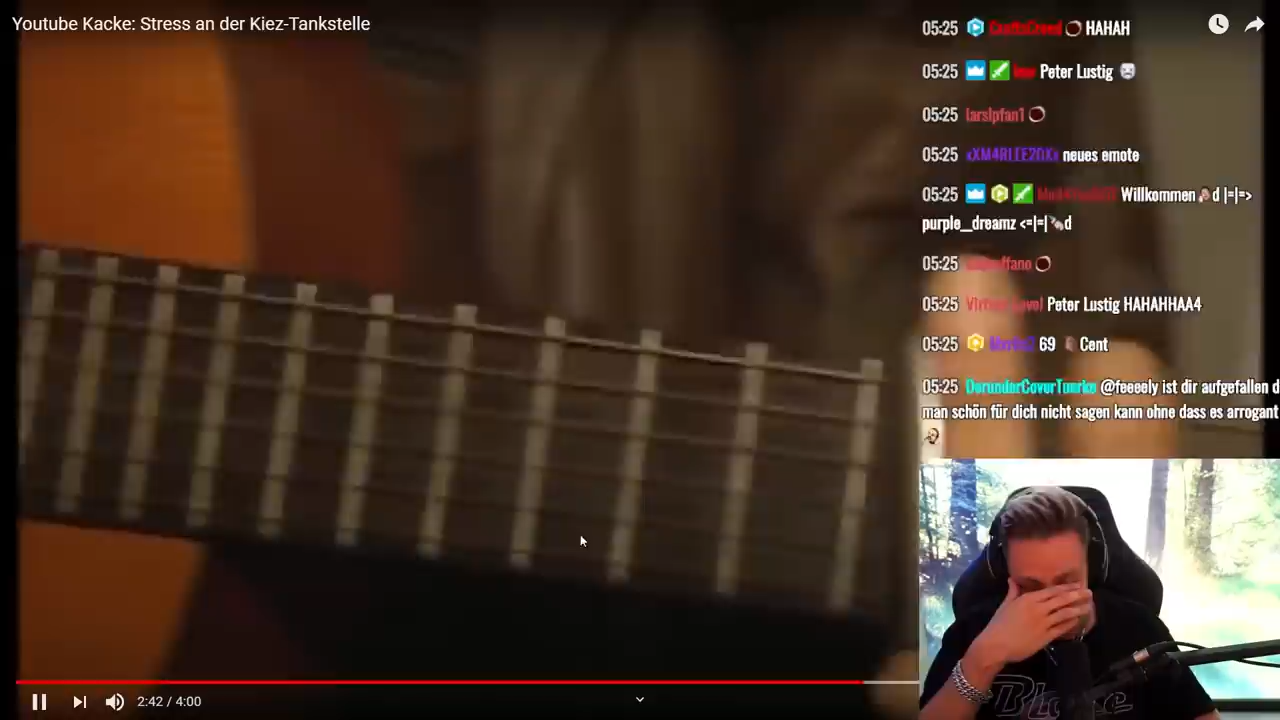 Youtube Kacke: Stress an der Kiez-Tankstelle
05:25 HAHAH
05:25 Peter Lustig
05:25 larslpfan1
05:25 neues emote
05:25 Willkommen d |=|=>
purple_dreamz <=|=| d
05:25
05:25 Peter Lustig HAHAHHAA4
05:25 69 Cent
05:25 DerunderCoverTuerke @feeeely ist dir aufgefallen d
man schön für dich nicht sagen kann ohne dass es arrogant
2:42 / 4:00